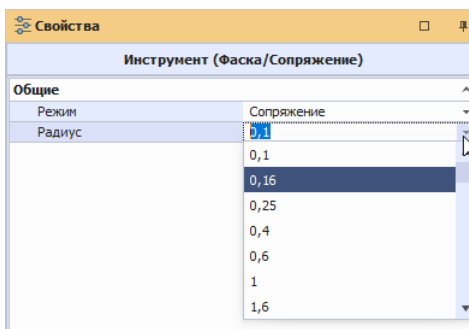 Свойства
Инструмент (Фаска/Сопряжение)
Общие
Режим Сопряжение
Радиус 0,1
0,1
0,16
0,25
0,4
0,6
1
1,6